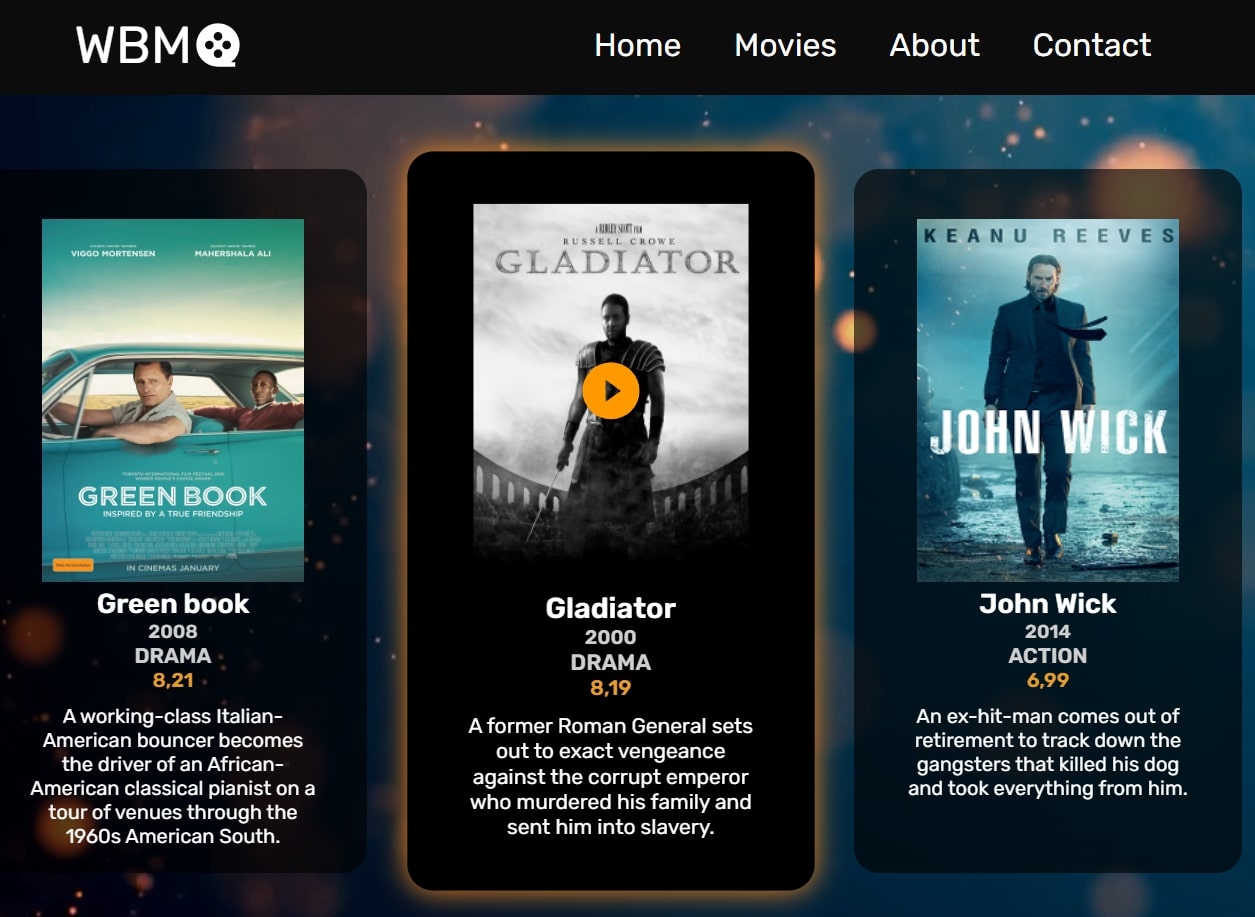 WBM
Home Movies About Contact
VIGGO MORTENSEN MAHERSHALA ALI
GREEN BOOK
INSPIRED BY A TRUE FRIENDSHIP
IN CINEMAS JANUARY
Green book
2008
DRAMA
8,21
A working-class Italian-
American bouncer becomes
the driver of an African-
American classical pianist on a
tour of venues through the
1960s American South.
A RIDLEY SCOTT FILM
RUSSELL CROWE
GLADIATOR
Gladiator
2000
DRAMA
8,19
A former Roman General sets
out to exact vengeance
against the corrupt emperor
who murdered his family and
sent him into slavery.
KEANU REEVES
JOHN WICK
John Wick
2014
ACTION
6,99
An ex-hit-man comes out of
retirement to track down the
gangsters that killed his dog
and took everything from him.